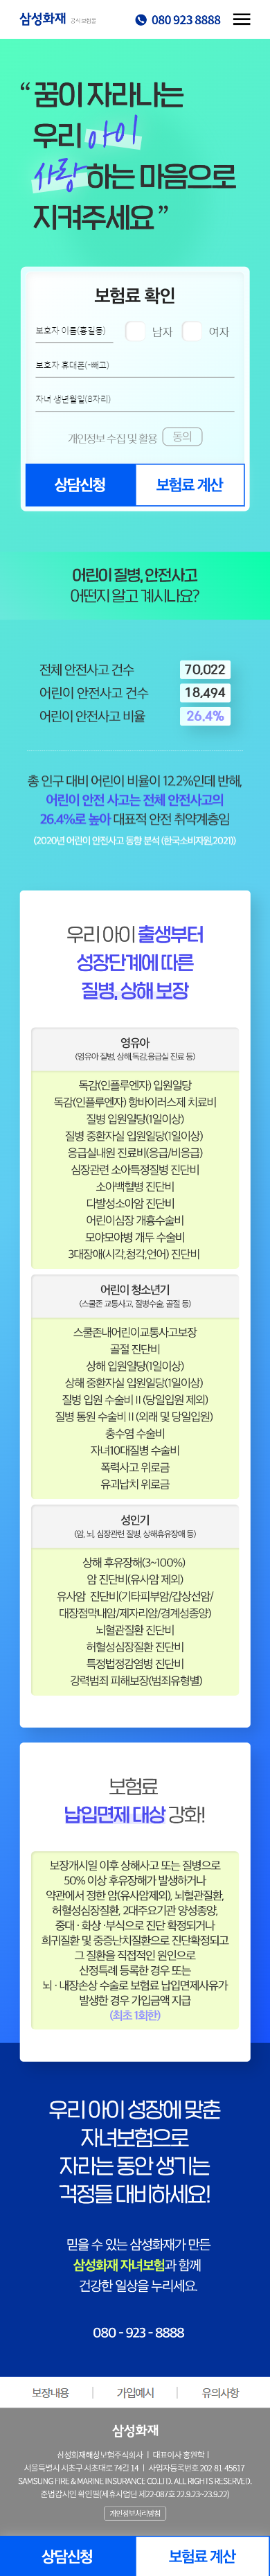 삼성화재 공식 보험몰
080 923 8888
“ 꿈이 자라나는
우리 아이
사랑하는 마음으로
지켜주세요 ”
보험료 확인
보호자 이름(홍길동) 남자 여자
보호자 휴대폰(-빼고)
자녀 생년월일(8자리)
개인정보 수집 및 활용 동의
상담신청 보험료 계산
어린이 질병, 안전사고
어떤지 알고 계시나요?
전체 안전사고 건수 70,022
어린이 안전사고 건수 18,494
어린이 안전사고 비율 26.4%
총 인구 대비 어린이 비율이 12.2%인데 반해,
어린이 안전 사고는 전체 안전사고의
26.4%로 높아 대표적 안전 취약계층임
(2020년 어린이 안전사고 동향 분석 (한국소비자원,2021))
우리 아이 출생부터
성장단계에 따른
질병, 상해 보장
영유아
(영유아 질병, 상해,독감,응급실 진료 등)
독감(인플루엔자) 입원일당
독감(인플루엔자) 항바이러스제 치료비
질병 입원일당(1일이상)
질병 중환자실 입원일당(1일이상)
응급실내원 진료비(응급/비응급)
심장관련 소아특정질병 진단비
소아백혈병 진단비
다발성소아암 진단비
어린이심장 개흉수술비
모야모야병 개두 수술비
3대장애(시각,청각,언어) 진단비
어린이 청소년기
(스쿨존 교통사고, 질병수술, 골절 등)
스쿨존내어린이교통사고보장
골절 진단비
상해 입원일당(1일이상)
상해 중환자실 입원일당(1일이상)
질병 입원 수술비 II (당일입원 제외)
질병 통원 수술비 II (외래 및 당일입원)
충수염 수술비
자녀10대질병 수술비
폭력사고 위로금
유괴납치 위로금
성인기
(암, 뇌, 심장관련 질병, 상해휴유장애 등)
상해 후유장해(3~100%)
암 진단비(유사암 제외)
유사암 진단비(기타피부암/갑상선암/
대장점막내암/제자리암/경계성종양)
뇌혈관질환 진단비
허혈성심장질환 진단비
특정법정감염병 진단비
강력범죄 피해보장(범죄유형별)
보험료
납입면제 대상 강화!
보장개시일 이후 상해사고 또는 질병으로
50% 이상 후유장해가 발생하거나
약관에서 정한 암(유사암제외), 뇌혈관질환,
허혈성심장질환, 2대주요기관 양성종양,
중대·화상·부식으로 진단 확정되거나
희귀질환 및 중증난치질환으로 진단확정되고
그 질환을 직접적인 원인으로
산정특례 등록한 경우 또는
뇌·내장손상 수술로 보험료 납입면제사유가
발생한 경우 가입금액 지급
(최초 1회한)
우리 아이 성장에 맞춘
자녀보험으로
자라는 동안 생기는
걱정들 대비하세요!
믿을 수 있는 삼성화재가 만든
삼성화재 자녀보험과 함께
건강한 일상을 누리세요.
080 - 923 - 8888
보장내용 가입예시 유의사항
삼성화재
삼성화재해상보험주식회사 | 대표이사 홍원학 |
서울특별시 서초구 서초대로 74길 14 | 사업자등록번호 202-81-45617
SAMSUNG FIRE & MARINE INSURANCE CO.LTD. ALL RIGHTS RESERVED.
준법감시인 확인필(제휴사업단 제22-087호 22.9.23~23.9.22)
개인정보처리방침
상담신청 보험료 계산